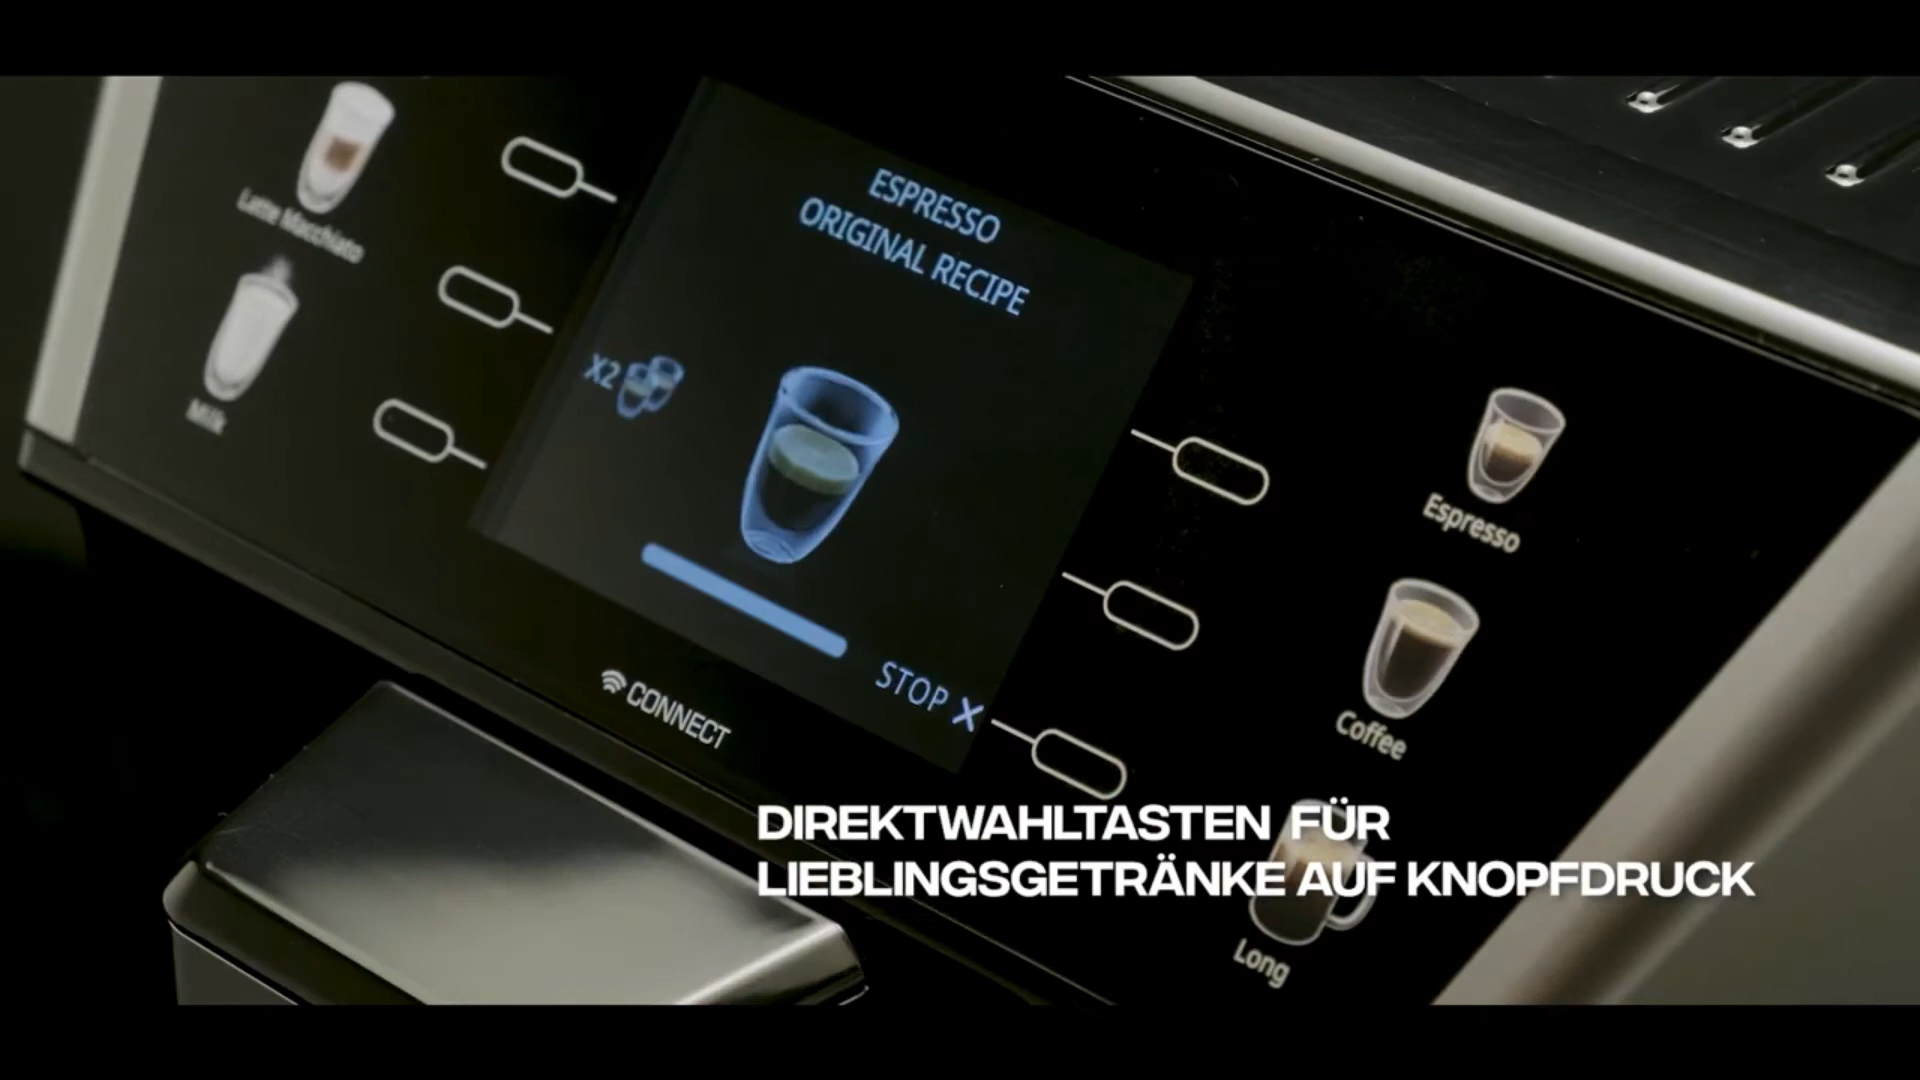 Latte Macchiato
Milk
ESPRESSO
ORIGINAL RECIPE
X2
STOP X
CONNECT
Espresso
Coffee
Long
DIREKTWAHLTASTEN FÜR
LIEBLINGSGETRÄNKE AUF KNOPFDRUCK